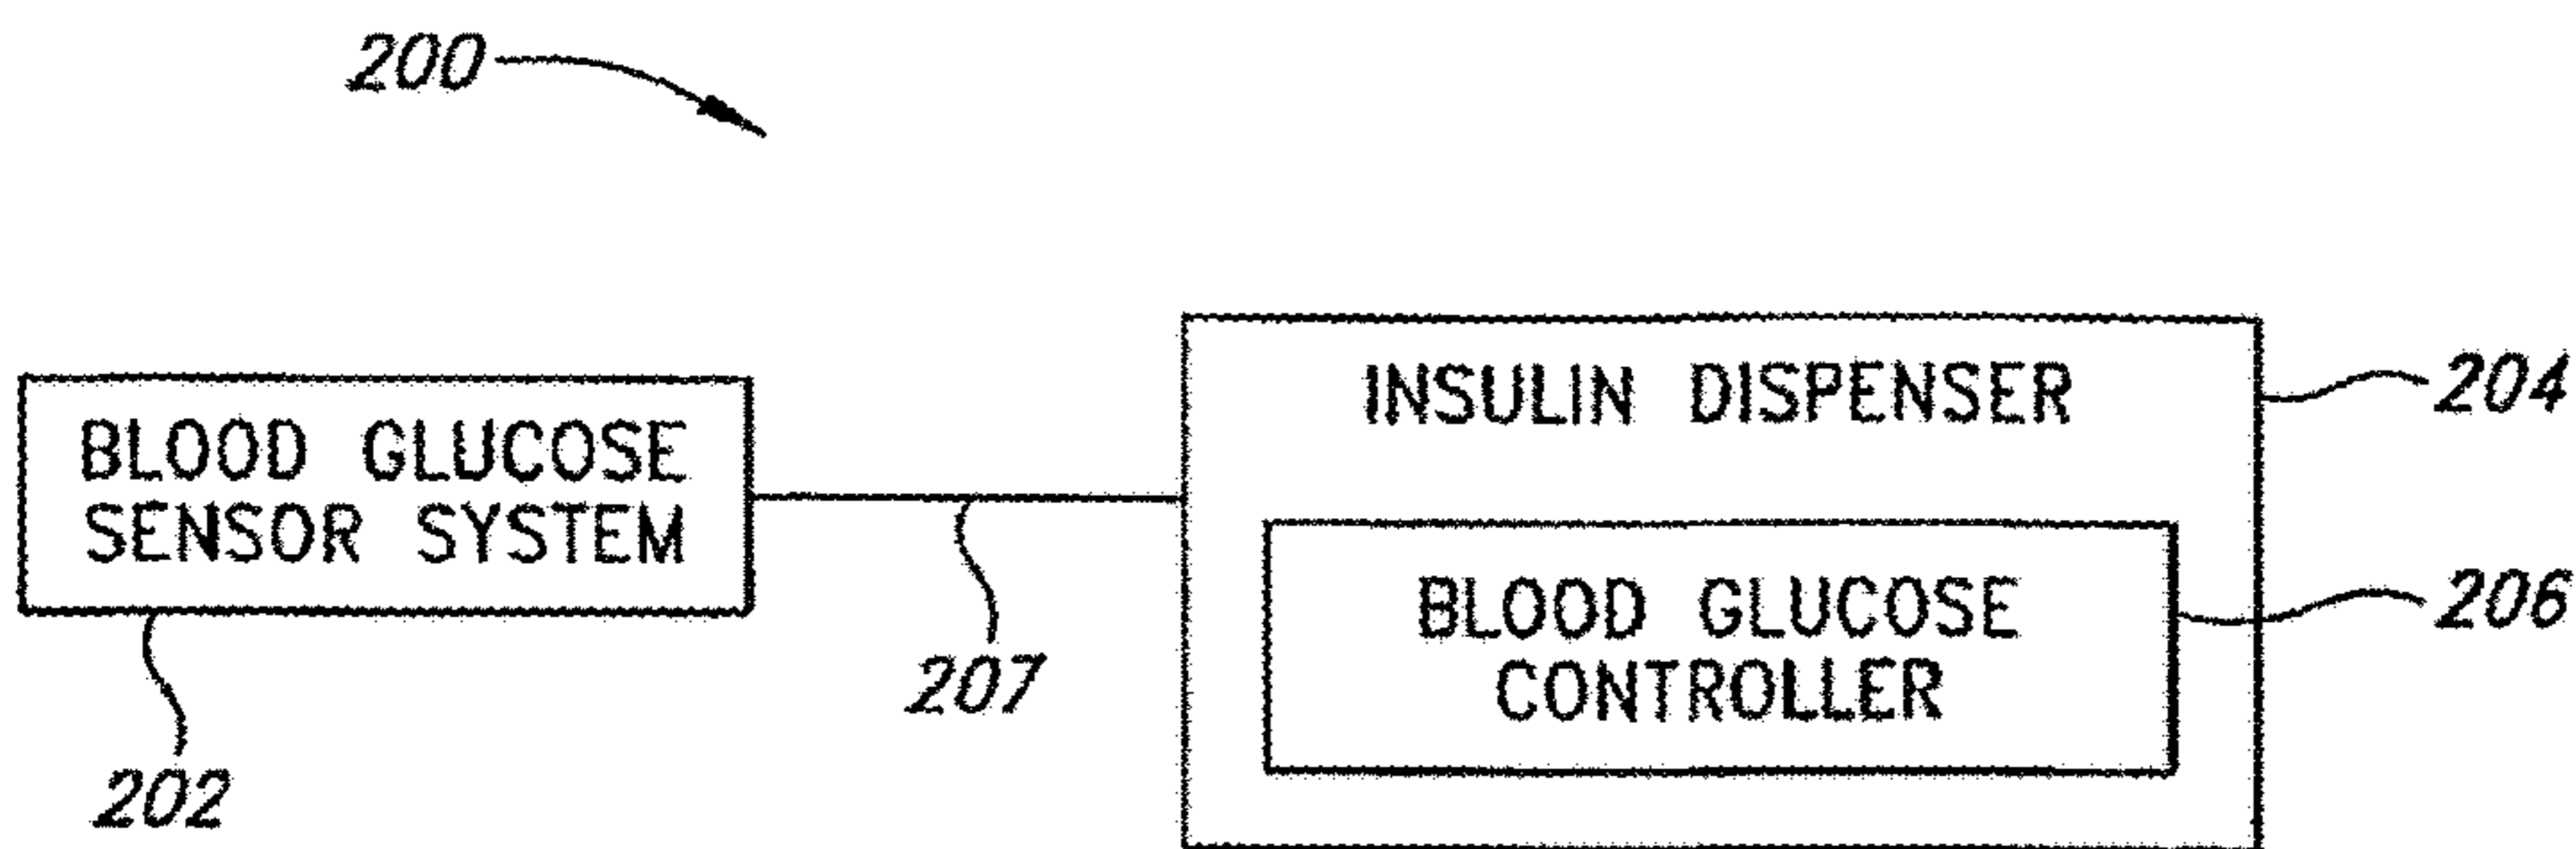 200
INSULIN DISPENSER
204
BLOOD GLUCOSE
SENSOR SYSTEM
BLOOD GLUCOSE
CONTROLLER
206
207
202